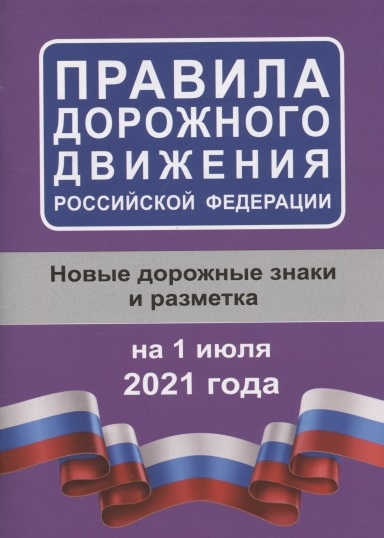 ПРАВИЛА
ДОРОЖНОГО
ДВИЖЕНИЯ
РОССИЙСКОЙ ФЕДЕРАЦИИ
Новые дорожные знаки
и разметка
на 1 июля
2021 года